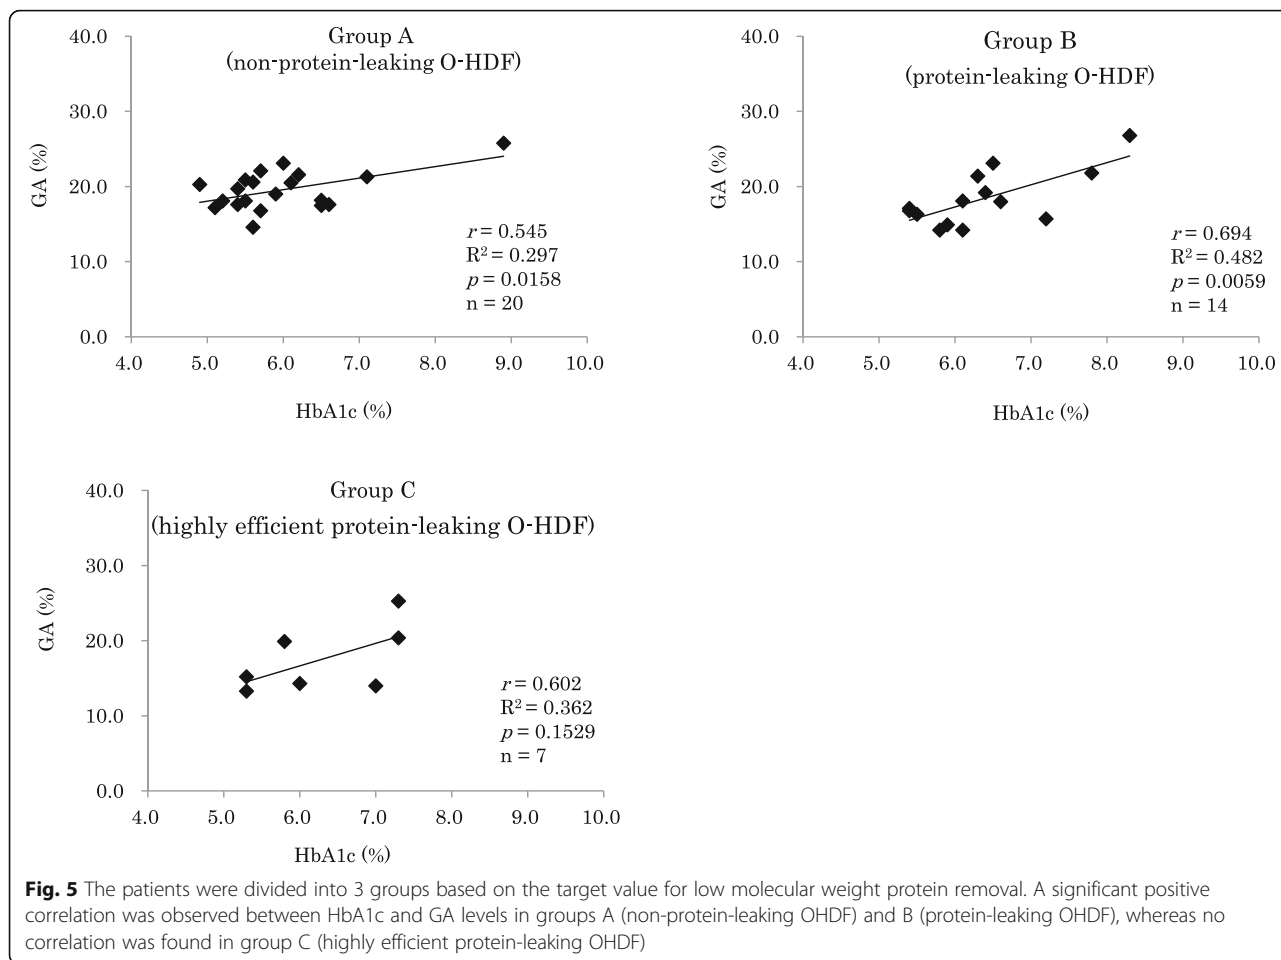 Group A
(non-protein-leaking O-HDF)
40.0
30.0
20.0
10.0
0.0
GA (%)
r = 0.545
R² = 0.297
p = 0.0158
n = 20
4.0 5.0 6.0 7.0 8.0 9.0 10.0
HbA1c (%)
Group B
(protein-leaking O-HDF)
40.0
30.0
20.0
10.0
0.0
GA (%)
r = 0.694
R² = 0.482
p = 0.0059
n = 14
4.0 5.0 6.0 7.0 8.0 9.0 10.0
HbA1c (%)
Group C
(highly efficient protein-leaking O-HDF)
40.0
30.0
20.0
10.0
0.0
GA (%)
r = 0.602
R² = 0.362
p = 0.1529
n = 7
4.0 5.0 6.0 7.0 8.0 9.0 10.0
HbA1c (%)
Fig. 5 The patients were divided into 3 groups based on the target value for low molecular weight protein removal. A significant positive
correlation was observed between HbA1c and GA levels in groups A (non-protein-leaking OHDF) and B (protein-leaking OHDF), whereas no
correlation was found in group C (highly efficient protein-leaking OHDF)